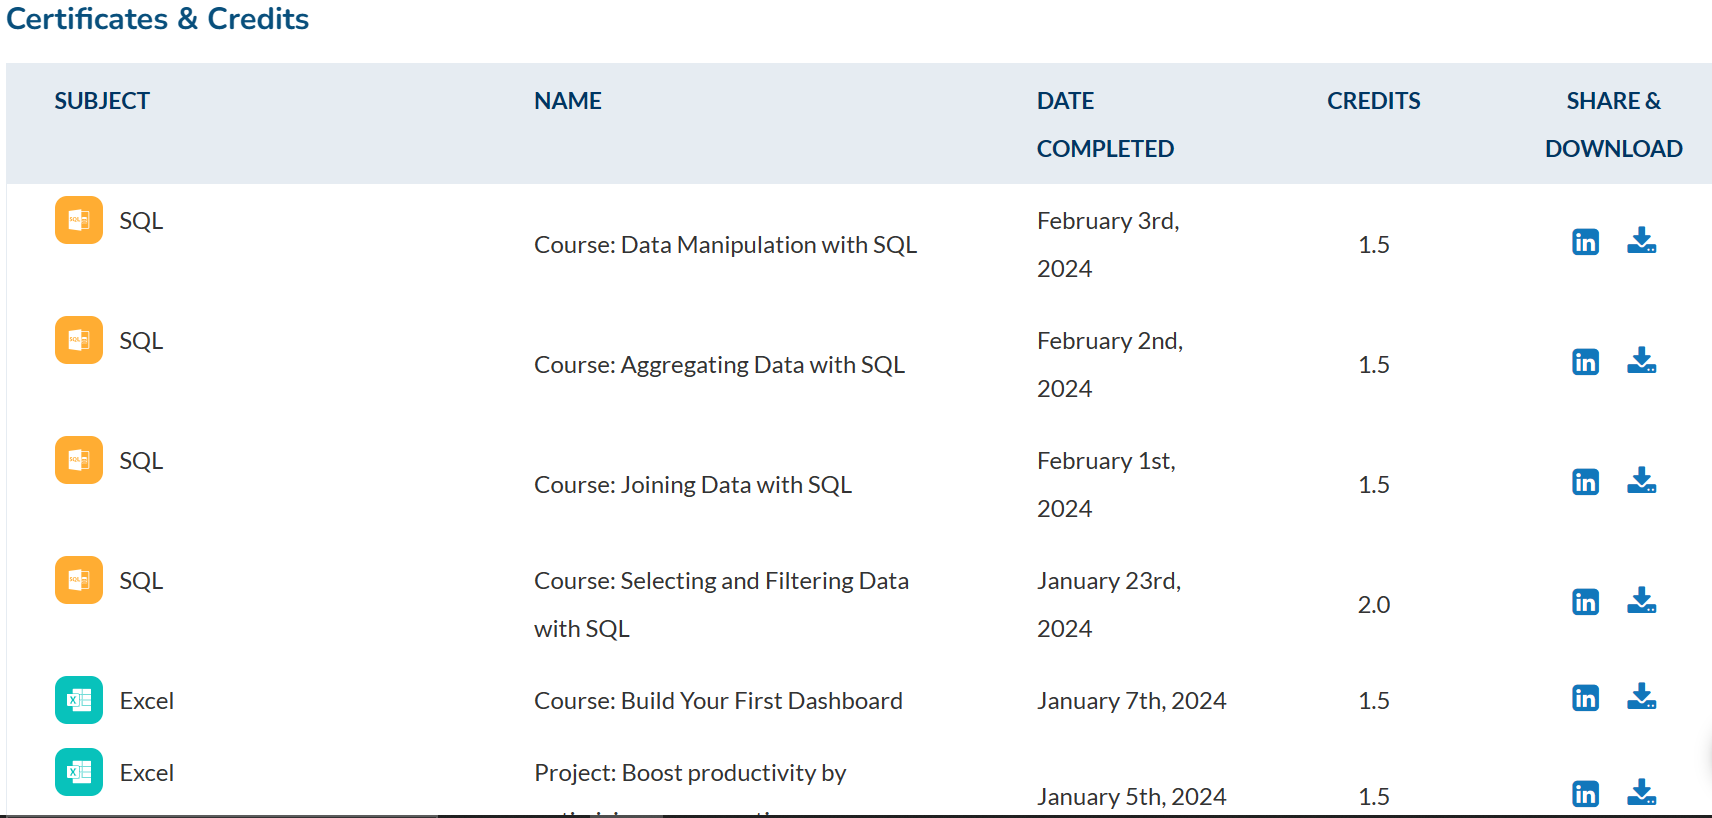 Certificates & Credits
SUBJECT NAME DATE CREDITS SHARE &
COMPLETED DOWNLOAD
SQL February 3rd,
Course: Data Manipulation with SQL 1.5
2024
SQL February 2nd,
Course: Aggregating Data with SQL 1.5
2024
SQL February 1st,
Course: Joining Data with SQL 1.5
2024
SQL Course: Selecting and Filtering Data January 23rd,
2.0
with SQL 2024
Excel Course: Build Your First Dashboard January 7th, 2024 1.5
Excel Project: Boost productivity by
January 5th, 2024 1.5